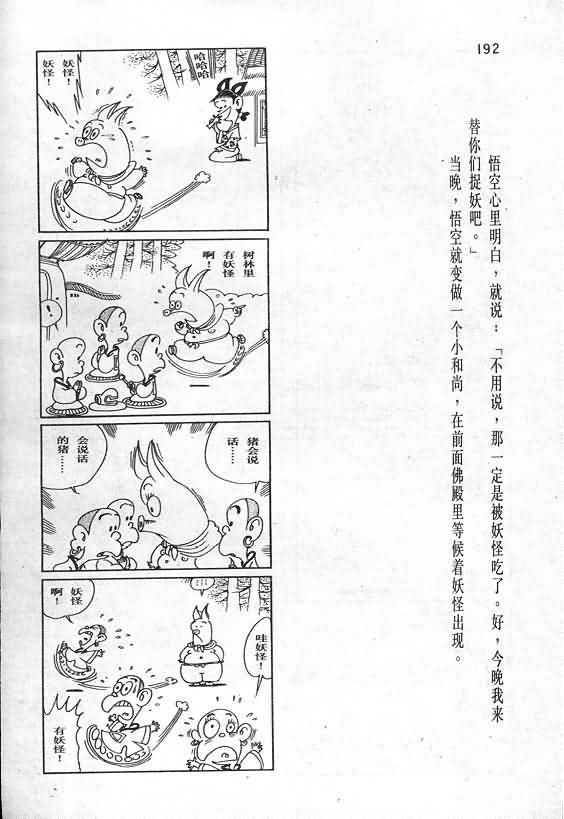 192
悟空心里明白，就说：「不用说，那一定是被妖怪吃了。好，今晚我来
替你们捉妖吧。」
当晚，悟空就变做一个小和尚，在前面佛殿里等候着妖怪出现。
哈哈哈
妖怪！
妖怪！
树林里
有妖怪
啊！
猪会说
话……
会说话
的猪……
……
哇妖怪！
妖怪
啊！
有妖怪！